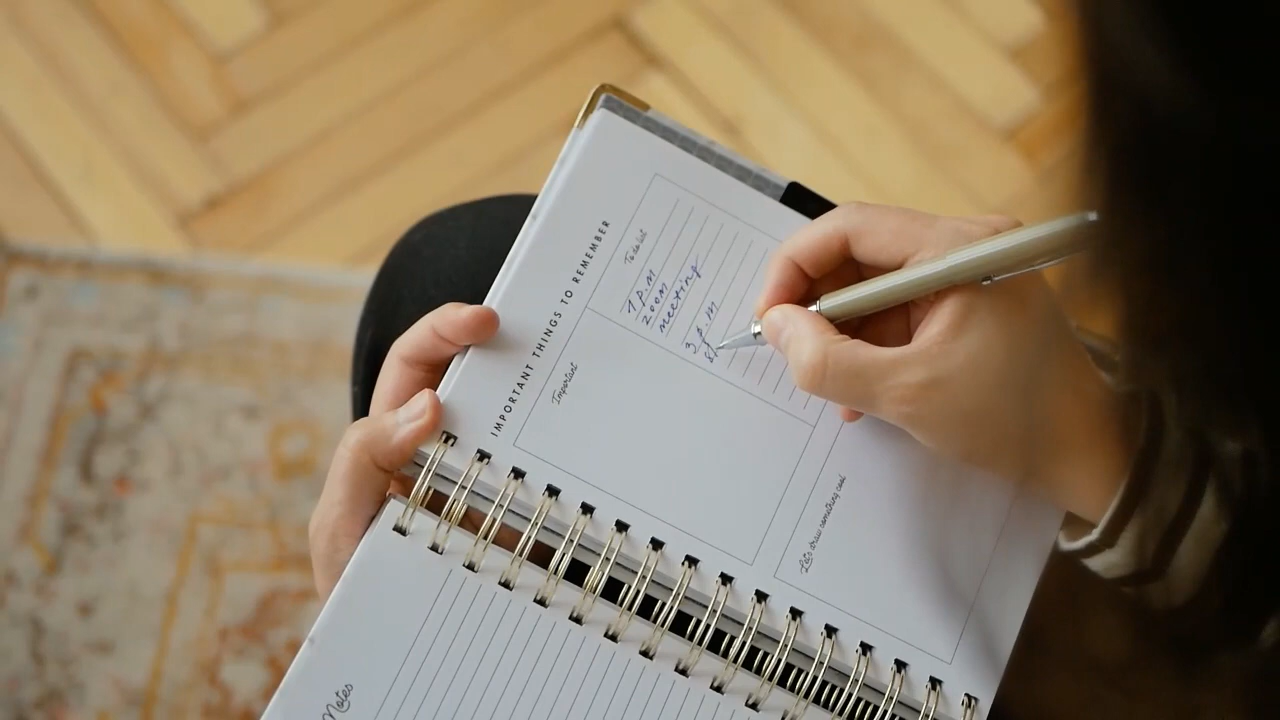 IMPORTANT THINGS TO REMEMBER
To do list
1 P.M
ZOOM
meeting
3 P.M
Important
Let's draw something cool
Notes